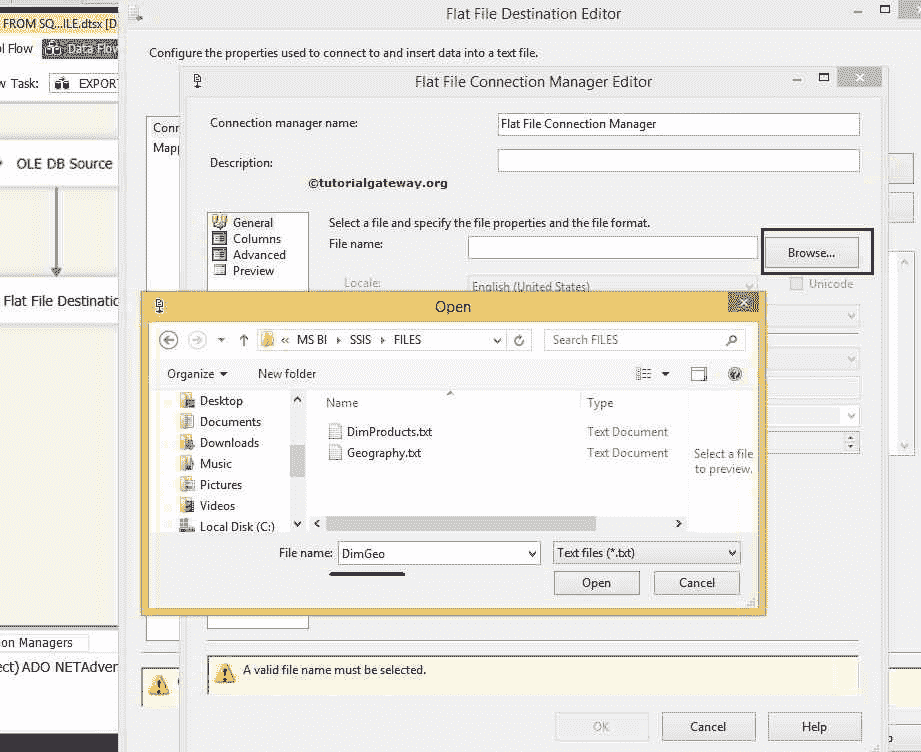 Flat File Destination Editor
FROM SQ...ILE.dtsx [D
Flow
Data Flow
Configure the properties used to connect to and insert data into a text file.
Task:
EXPORT
Flat File Connection Manager Editor
Conn
Mapp
Connection manager name:
Flat File Connection Manager
Description:
©tutorialgateway.org
OLE DB Source
General
Columns
Advanced
Preview
Select a file and specify the file properties and the file format.
File name:
Browse...
Locale:
English (United States)
Unicode
Flat File Destinatio
Open
« MS BI SSIS FILES
Search FILES
Organize
New folder
Desktop
Documents
Downloads
Music
Pictures
Videos
Local Disk (C:)
Name
Type
DimProducts.txt
Text Document
Geography.txt
Text Document
Select a file
to preview.
File name:
DimGeo
Text files (*.txt)
Open
Cancel
on Managers
ect) ADO NETAdver
A valid file name must be selected.
OK
Cancel
Help